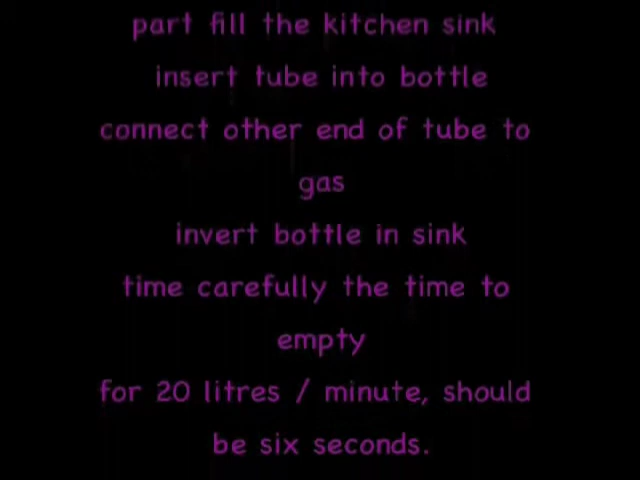 part fill the kitchen sink
insert tube into bottle
connect other end of tube to
gas
invert bottle in sink
time carefully the time to
empty
for 20 litres / minute, should
be six seconds.